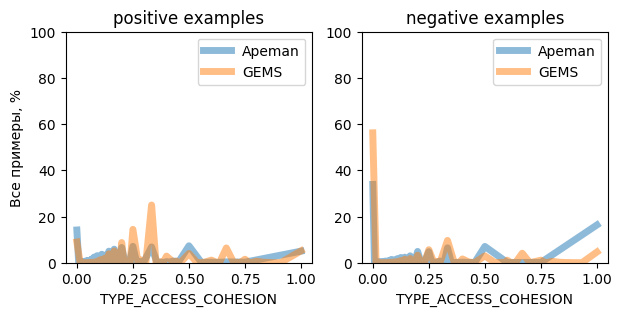 positive examples
negative examples
Все примеры, %
100
80
60
40
20
0
0.00 0.25 0.50 0.75 1.00
TYPE_ACCESS_COHESION
Apeman
GEMS
100
80
60
40
20
0
0.00 0.25 0.50 0.75 1.00
TYPE_ACCESS_COHESION
Apeman
GEMS